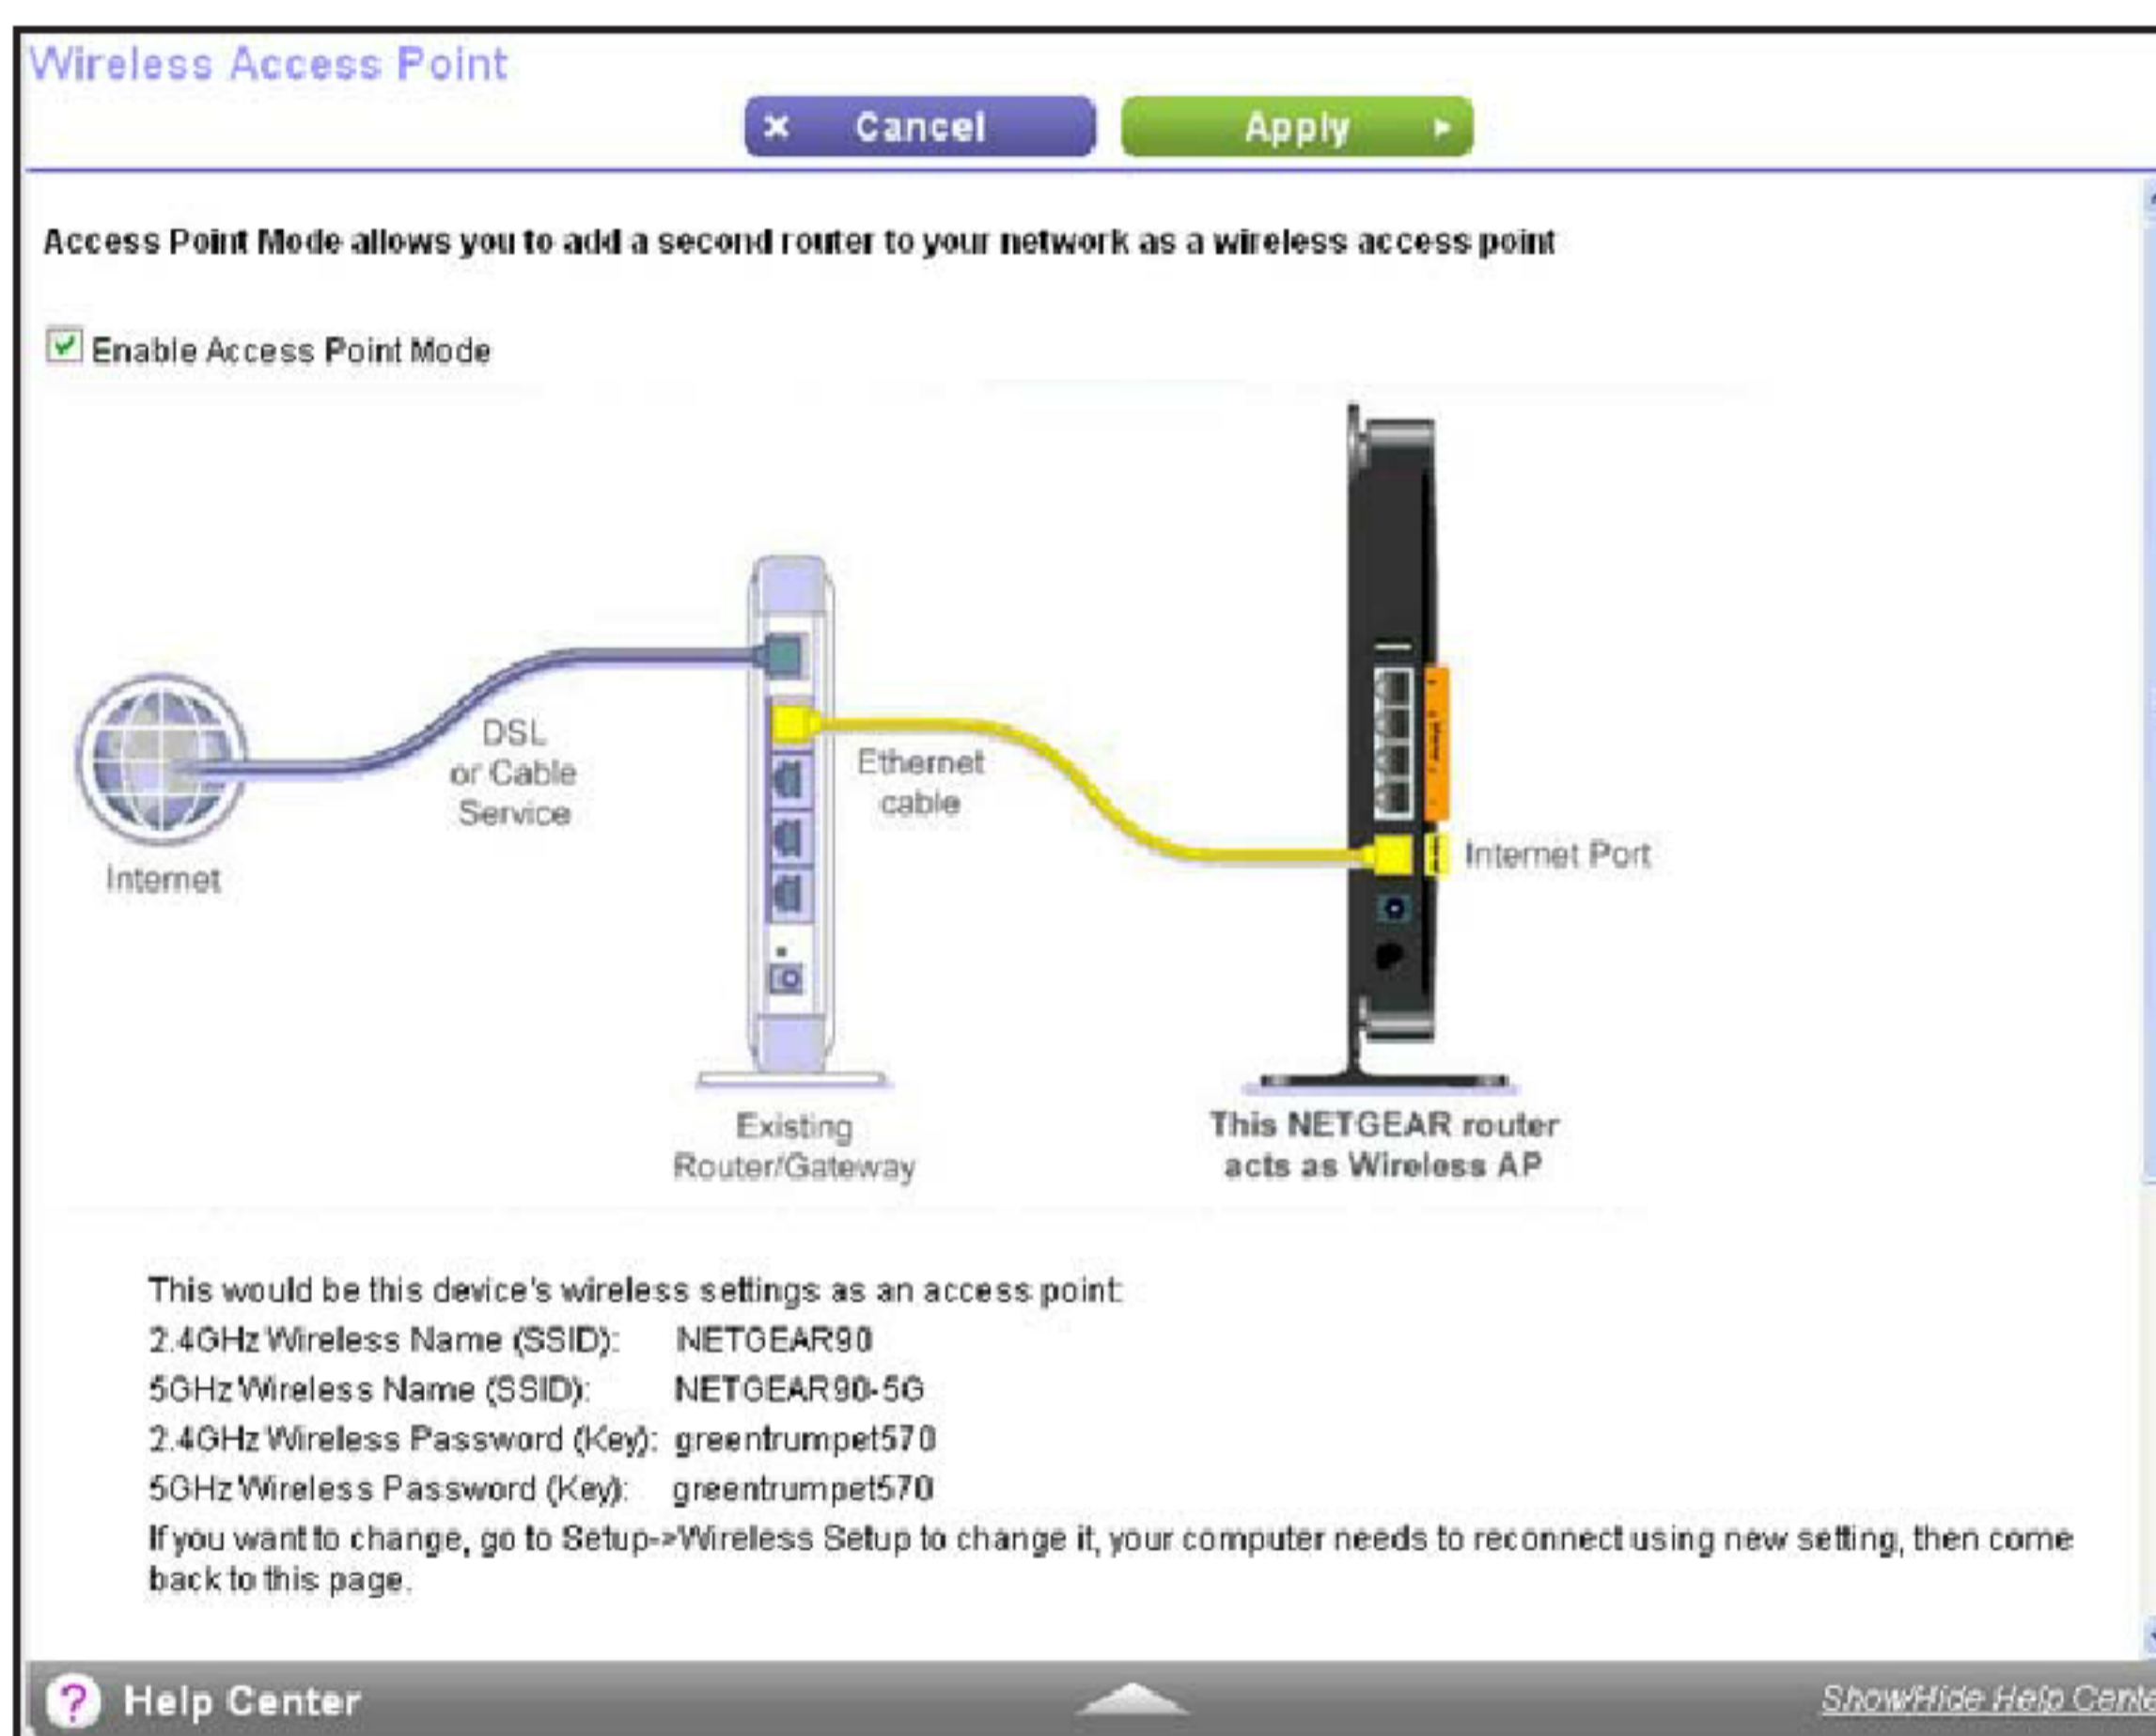 Wireless Access Point
× Cancel
Apply
Access Point Mode allows you to add a second router to your network as a wireless access point
Enable Access Point Mode
DSL
or Cable
Service
Ethernet
cable
Internet
Internet Port
Existing
Router/Gateway
This NETGEAR router
acts as Wireless AP
This would be this device's wireless settings as an access point:
2.4GHz Wireless Name (SSID): NETGEAR90
5GHz Wireless Name (SSID): NETGEAR90-5G
2.4GHz Wireless Password (Key): greentrumpet570
5GHz Wireless Password (Key): greentrumpet570
If you want to change, go to Setup->Wireless Setup to change it, your computer needs to reconnect using new setting, then come
back to this page.
? Help Center
Show/Hide Help Cente